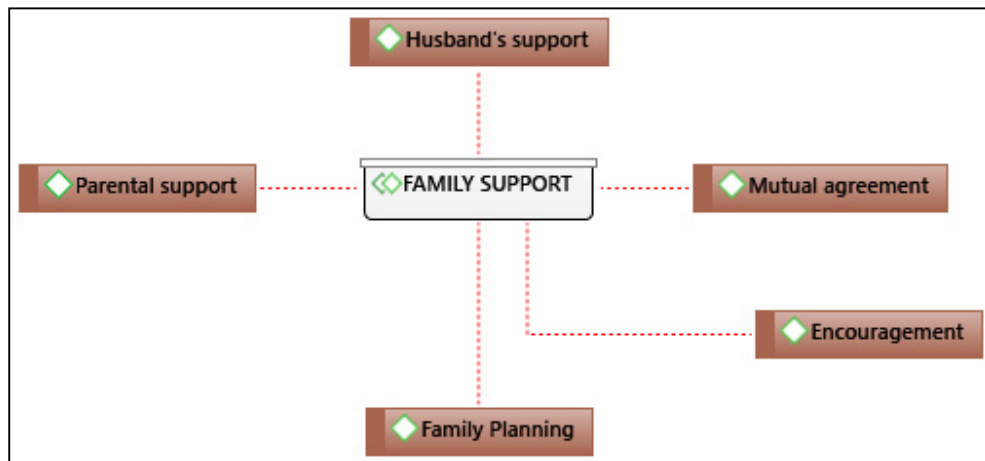 Husband's support
Parental support
FAMILY SUPPORT
Mutual agreement
Encouragement
Family Planning